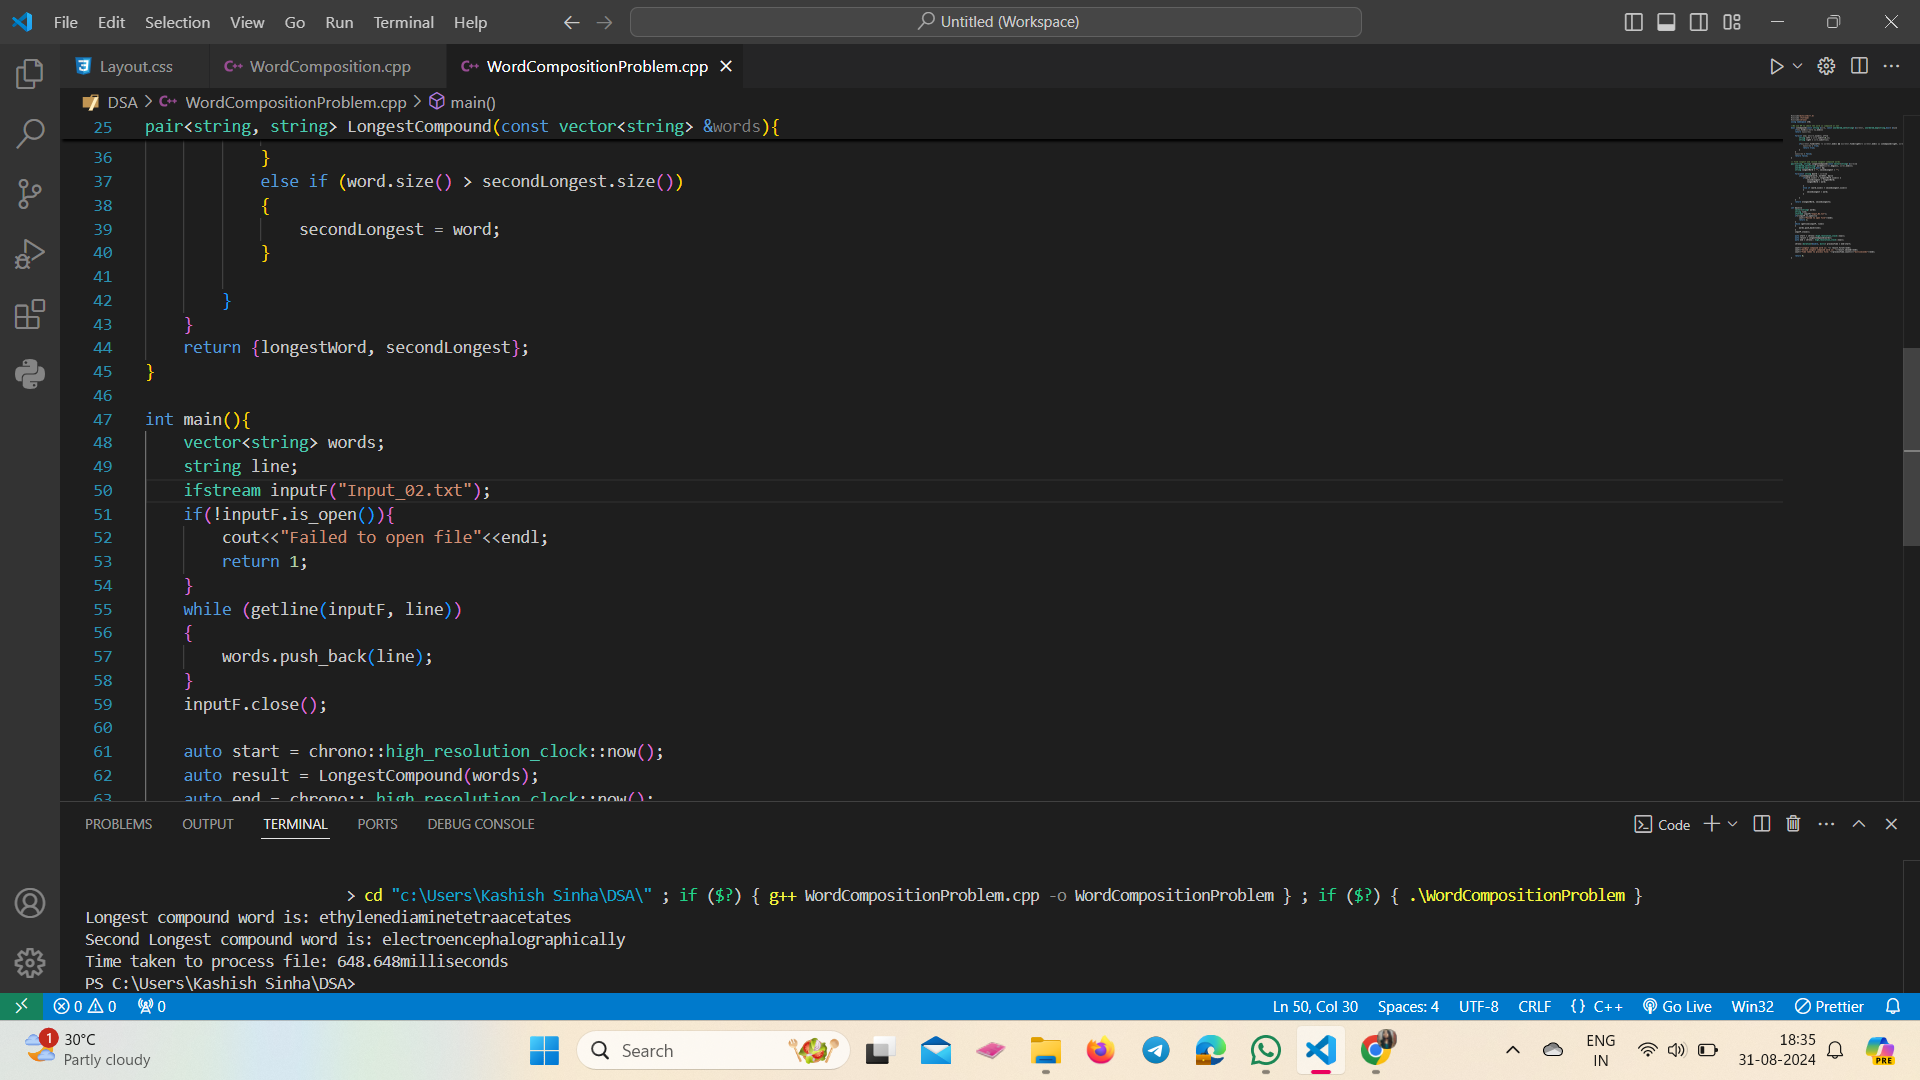 File Edit Selection View Go Run Terminal Help
Untitled (Workspace)
Layout.css
WordComposition.cpp
WordCompositionProblem.cpp
DSA > WordCompositionProblem.cpp > main()
25 pair<string, string> LongestCompound(const vector<string> &words){
36 }
37 else if (word.size() > secondLongest.size())
38 {
39 secondLongest = word;
40 }
41
42 }
43 }
44 return {longestWord, secondLongest};
45 }
46
47 int main(){
48 vector<string> words;
49 string line;
50 ifstream inputF("Input_02.txt");
51 if(!inputF.is_open()){
52 cout<<"Failed to open file"<<endl;
53 return 1;
54 }
55 while (getline(inputF, line))
56 {
57 words.push_back(line);
58 }
59 inputF.close();
60
61 auto start = chrono::high_resolution_clock::now();
62 auto result = LongestCompound(words);
63 auto end = chrono:: high_resolution_clock::now();
PROBLEMS OUTPUT TERMINAL PORTS DEBUG CONSOLE
Code
> cd "c:\Users\Kashish Sinha\DSA\" ; if ($?) { g++ WordCompositionProblem.cpp -o WordCompositionProblem } ; if ($?) { .\WordCompositionProblem }
Longest compound word is: ethylenediaminetetraacetates
Second Longest compound word is: electroencephalographically
Time taken to process file: 648.648milliseconds
PS C:\Users\Kashish Sinha\DSA>
0 0 0
Ln 50, Col 30 Spaces: 4 UTF-8 CRLF {} C++ Go Live Win32 Prettier
1
30°C
Partly cloudy
Search
ENG
IN
18:35
31-08-2024
PRE